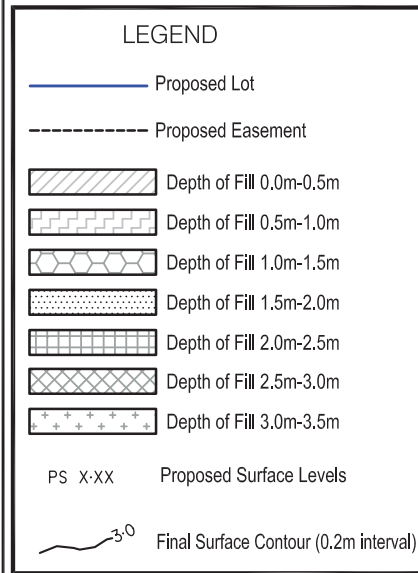 LEGEND
Proposed Lot
Proposed Easement
Depth of Fill 0.0m-0.5m
Depth of Fill 0.5m-1.0m
Depth of Fill 1.0m-1.5m
Depth of Fill 1.5m-2.0m
Depth of Fill 2.0m-2.5m
Depth of Fill 2.5m-3.0m
Depth of Fill 3.0m-3.5m
PS X·XX Proposed Surface Levels
3·0 Final Surface Contour (0.2m interval)